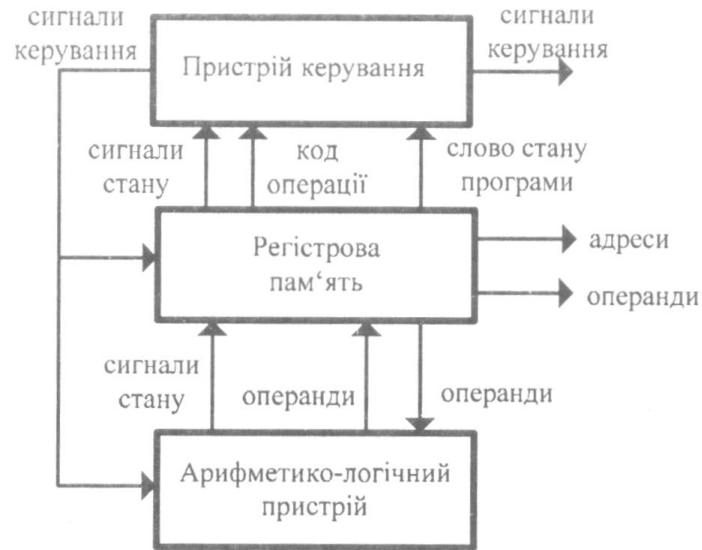 сигнали
керування
Пристрій керування
сигнали
керування
сигнали
стану
код
операції
слово стану
програми
Регістрова
пам‘ять
адреси
операнди
сигнали
стану
операнди
операнди
Арифметико-логічний
пристрій